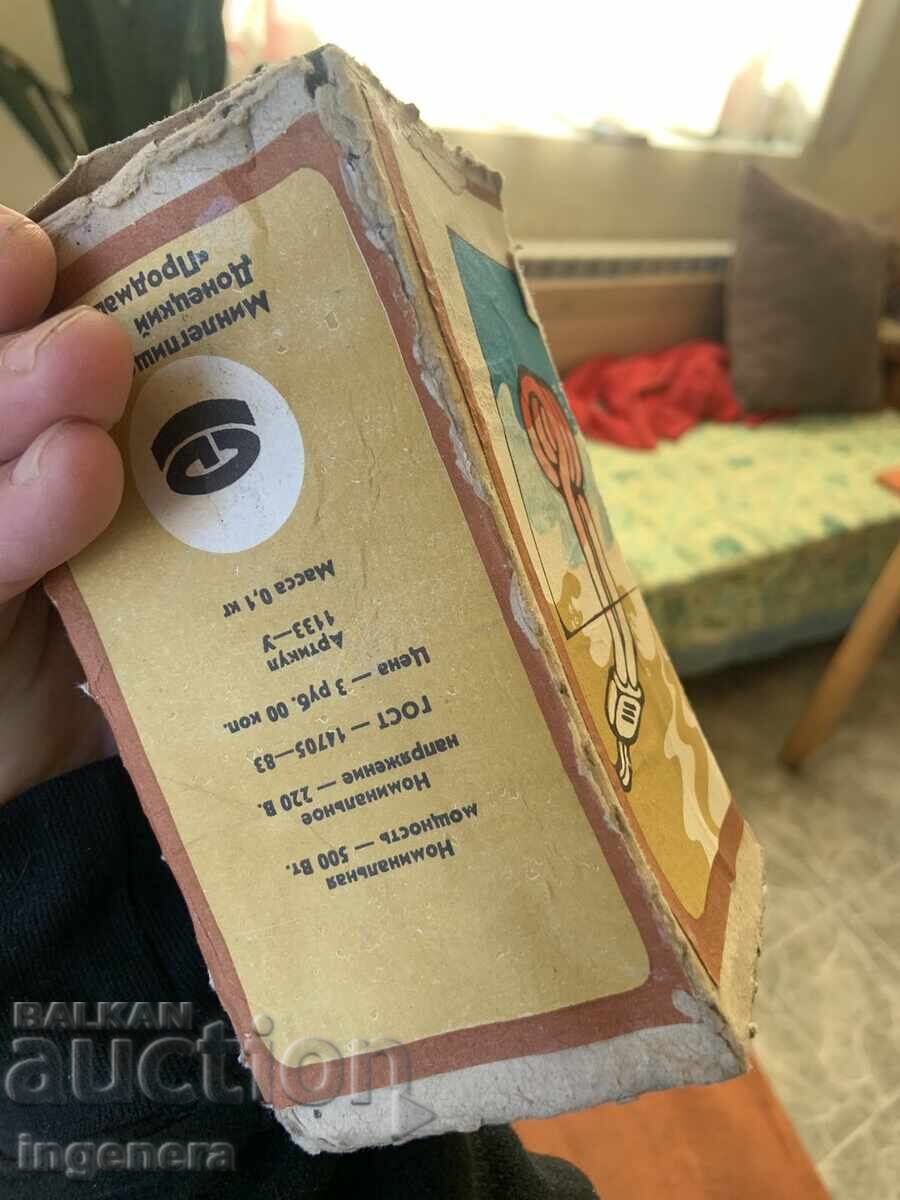 Номинальная
мощность — 500 Вт.
Номинальное
напряжение — 220 В.
ГОСТ — 14705—83
Цена — 3 руб. 00 коп.
Артикул
1133—У
Масса 0,1 кг
Минлегпищ
Донецкий
«Продмаш
BALKAN
auction
ingenera